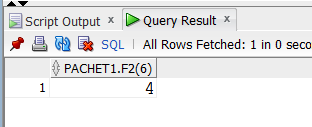 Script Output x Query Result x
SQL | All Rows Fetched: 1 in 0 seco
PACHET1.F2(6)
1 4